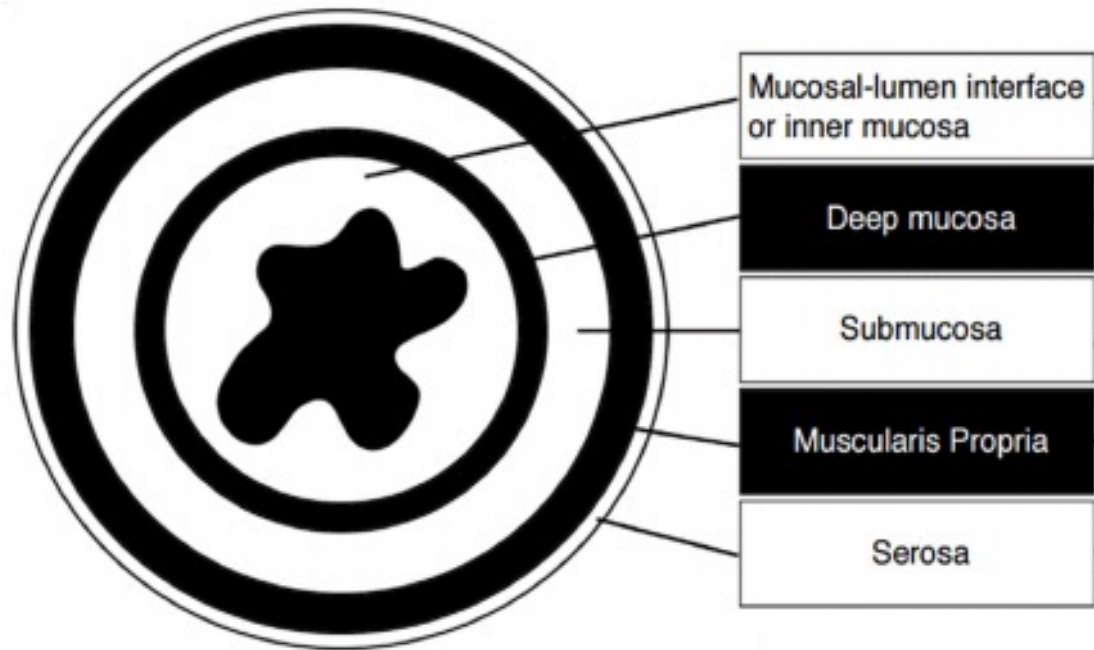 Mucosal-lumen interface
or inner mucosa
Deep mucosa
Submucosa
Muscularis Propria
Serosa